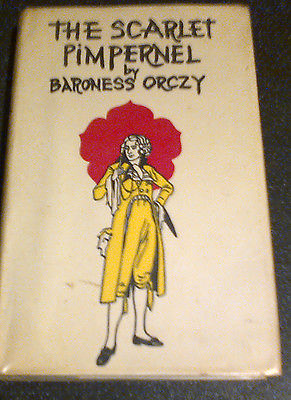 THE SCARLET
PIMPERNEL
by
BARONESS ORCZY